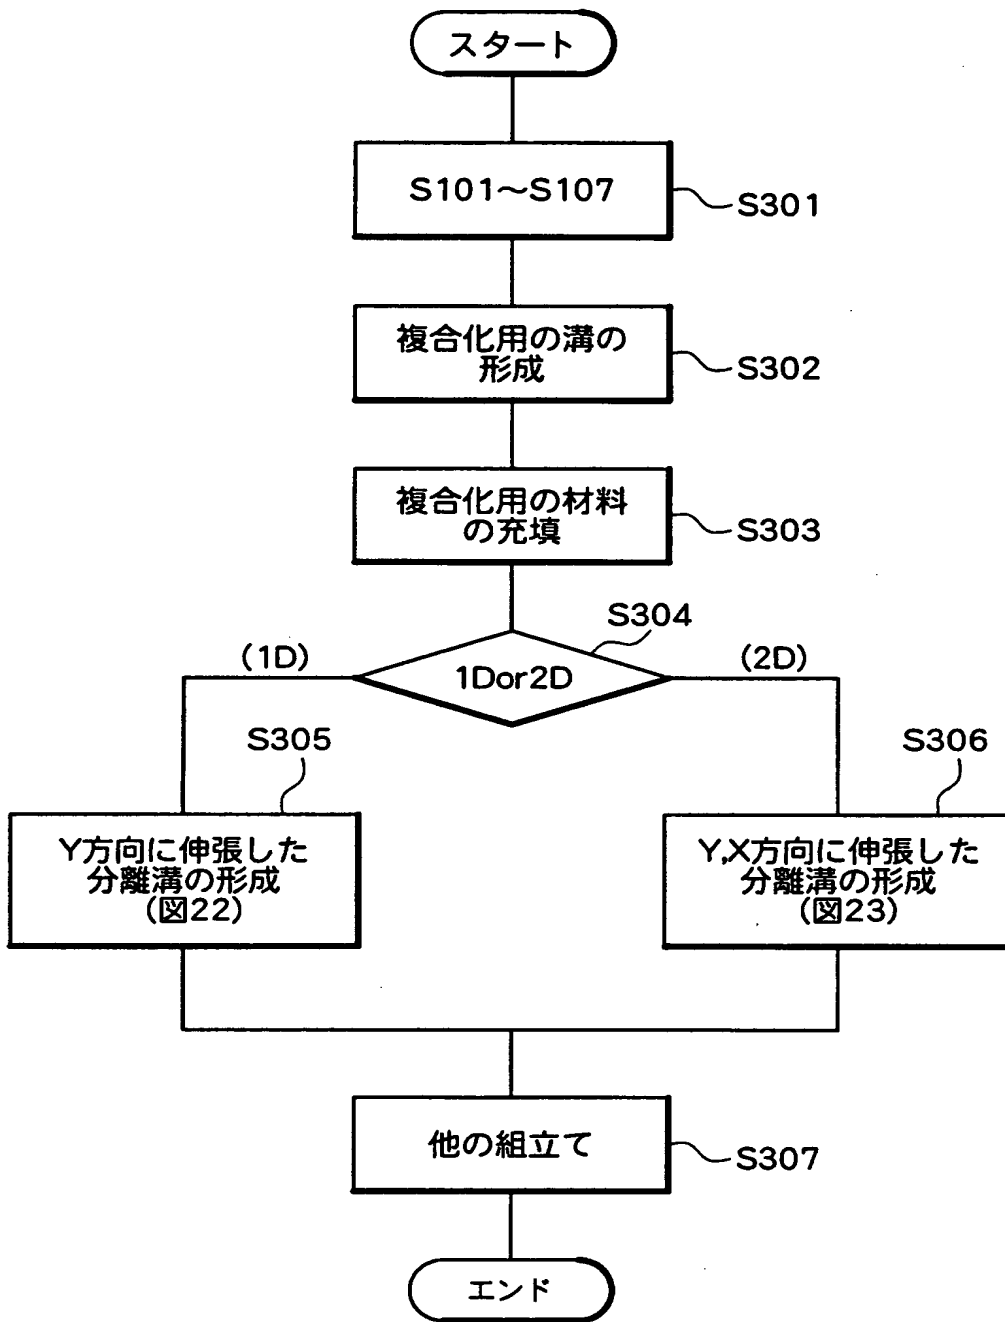 スタート
S101～S107
S301
複合化用の溝の
形成
S302
複合化用の材料
の充填
S303
S304
(1D)
1Dor2D
(2D)
S305
S306
Y方向に伸張した
分離溝の形成
(図22)
Y,X方向に伸張した
分離溝の形成
(図23)
他の組立て
S307
エンド